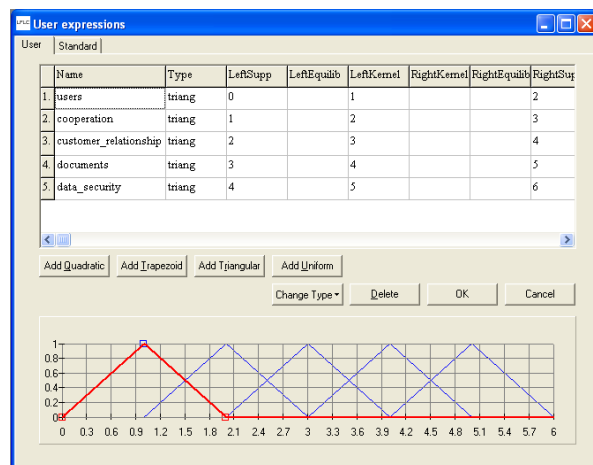 LFLC User expressions
User Standard
Name Type LeftSupp LeftEquilib LeftKernel RightKernel RightEquilib RightSup
1. users triang 0 1 2
2. cooperation triang 1 2 3
3. customer_relationship triang 2 3 4
4. documents triang 3 4 5
5. data_security triang 4 5 6
Add Quadratic Add Trapezoid Add Triangular Add Uniform
Change Type Delete OK Cancel
1
0.8
0.6
0.4
0.2
0
0 0.3 0.6 0.9 1.2 1.5 1.8 2.1 2.4 2.7 3 3.3 3.6 3.9 4.2 4.5 4.8 5.1 5.4 5.7 6